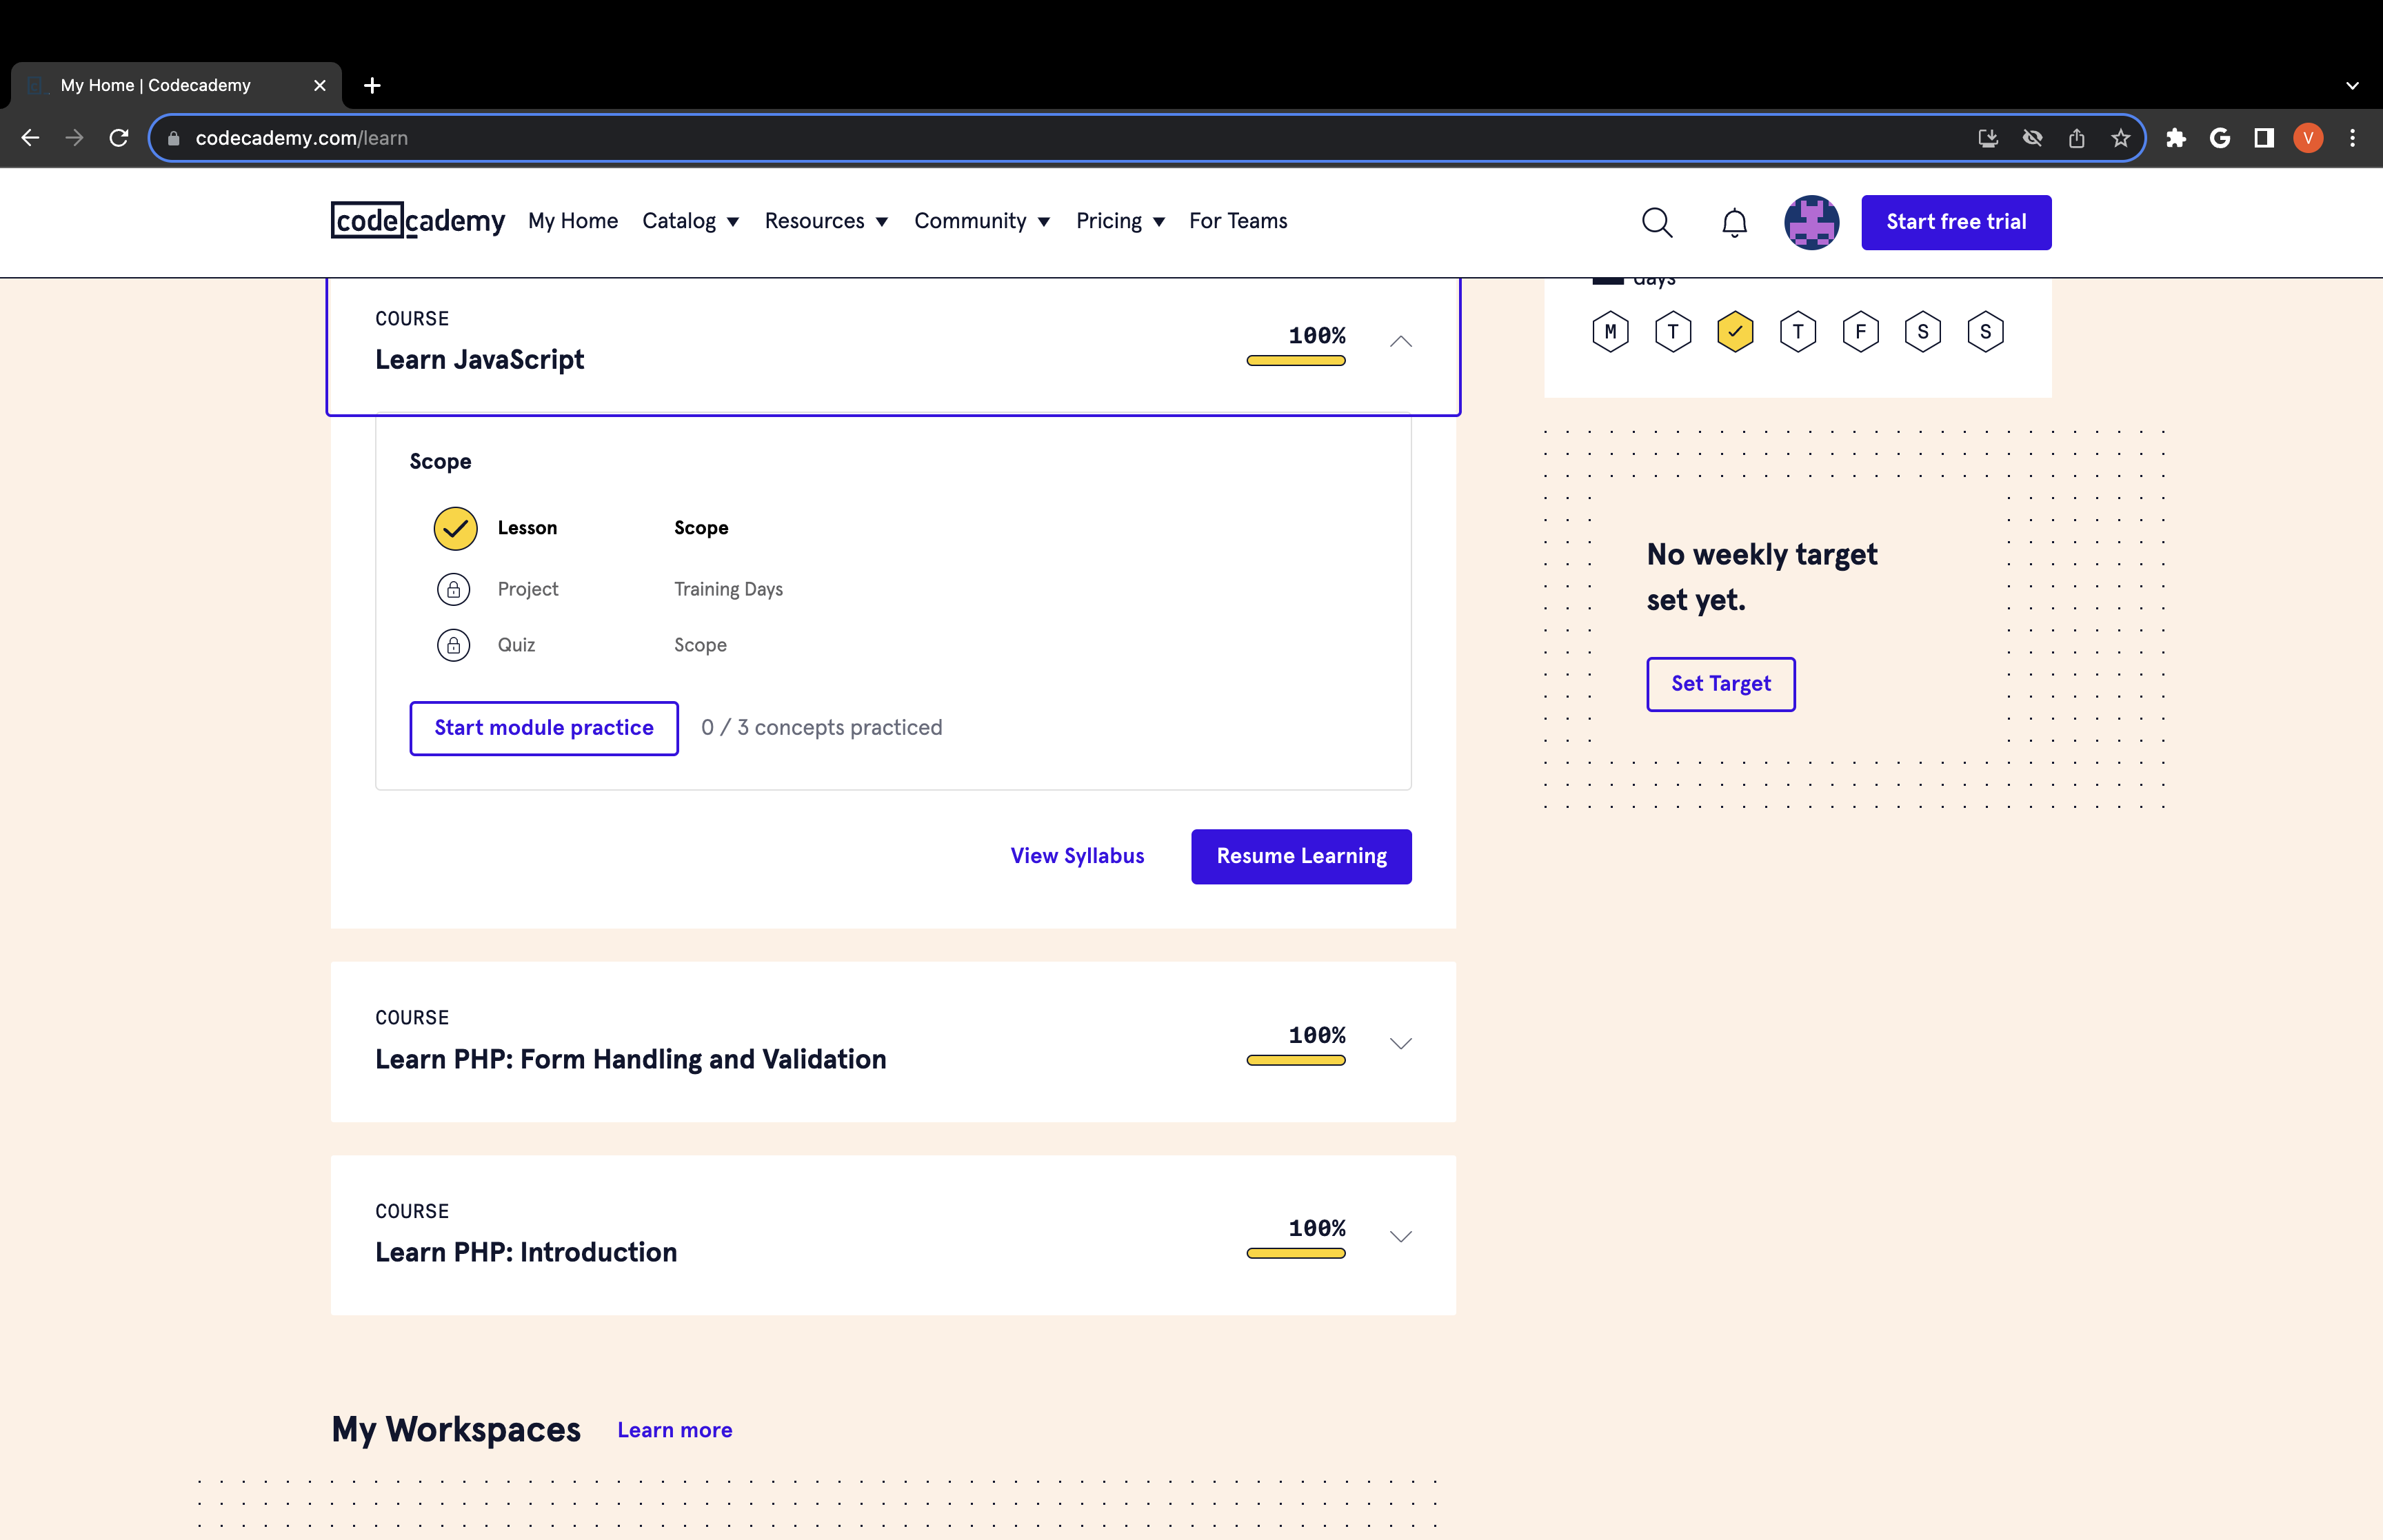 My Home | Codecademy
codecademy.com/learn
V
codecademy
My Home
Catalog
Resources
Community
Pricing
For Teams
Start free trial
COURSE
Learn JavaScript
100%
Scope
Lesson Scope
Project Training Days
Quiz Scope
Start module practice
0 / 3 concepts practiced
View Syllabus
Resume Learning
COURSE
Learn PHP: Form Handling and Validation
100%
COURSE
Learn PHP: Introduction
100%
My Workspaces
Learn more
days
M T T F S S
No weekly target
set yet.
Set Target